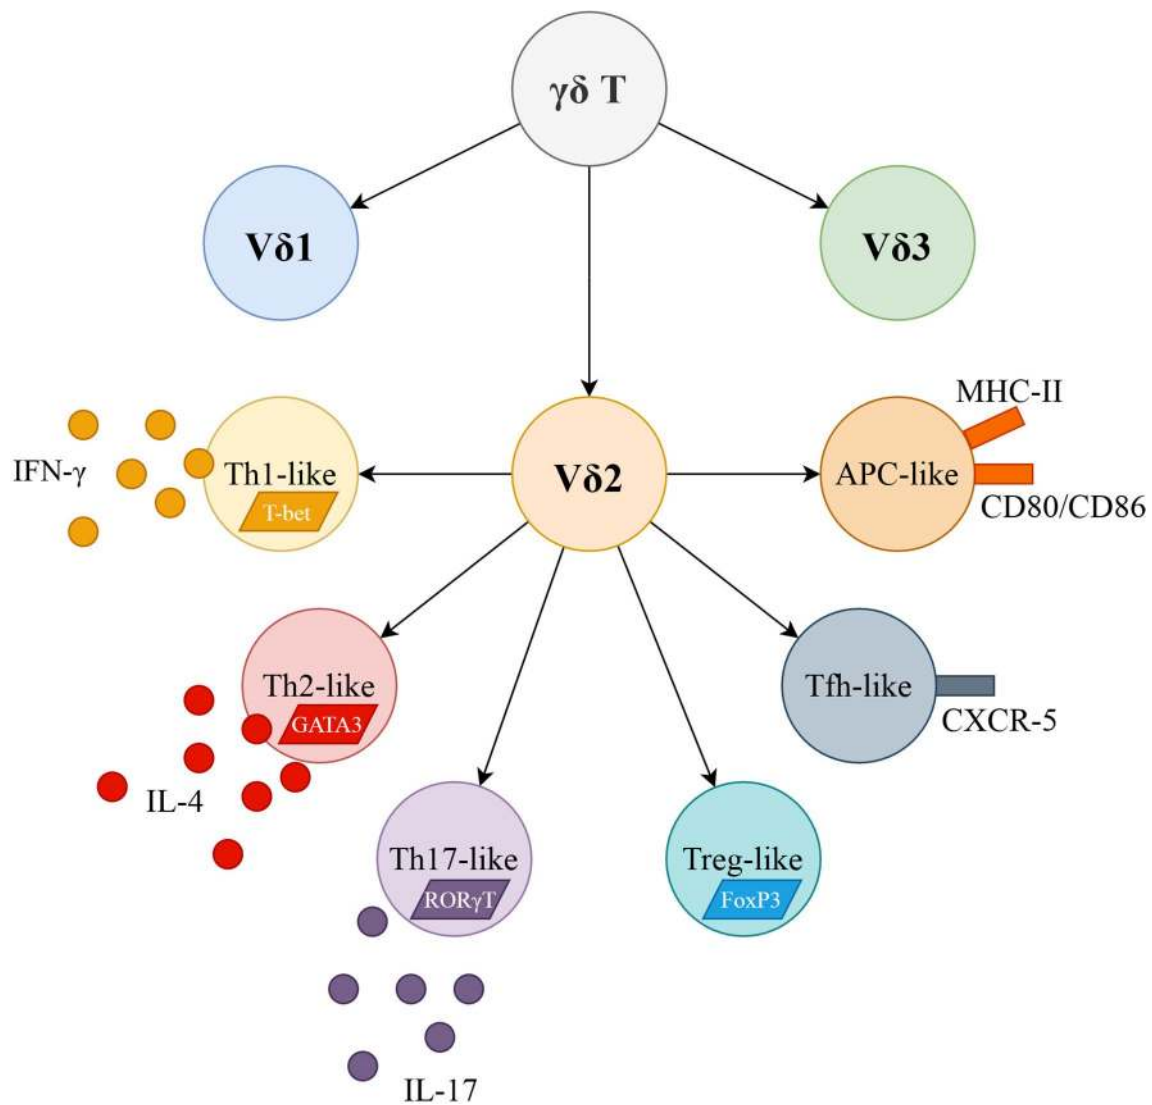 γδ T
Vδ1
Vδ3
MHC-II
IFN-γ
Th1-like
T-bet
Vδ2
APC-like
CD80/CD86
Th2-like
GATA3
Tfh-like
CXCR-5
IL-4
Th17-like
RORγT
Treg-like
FoxP3
IL-17